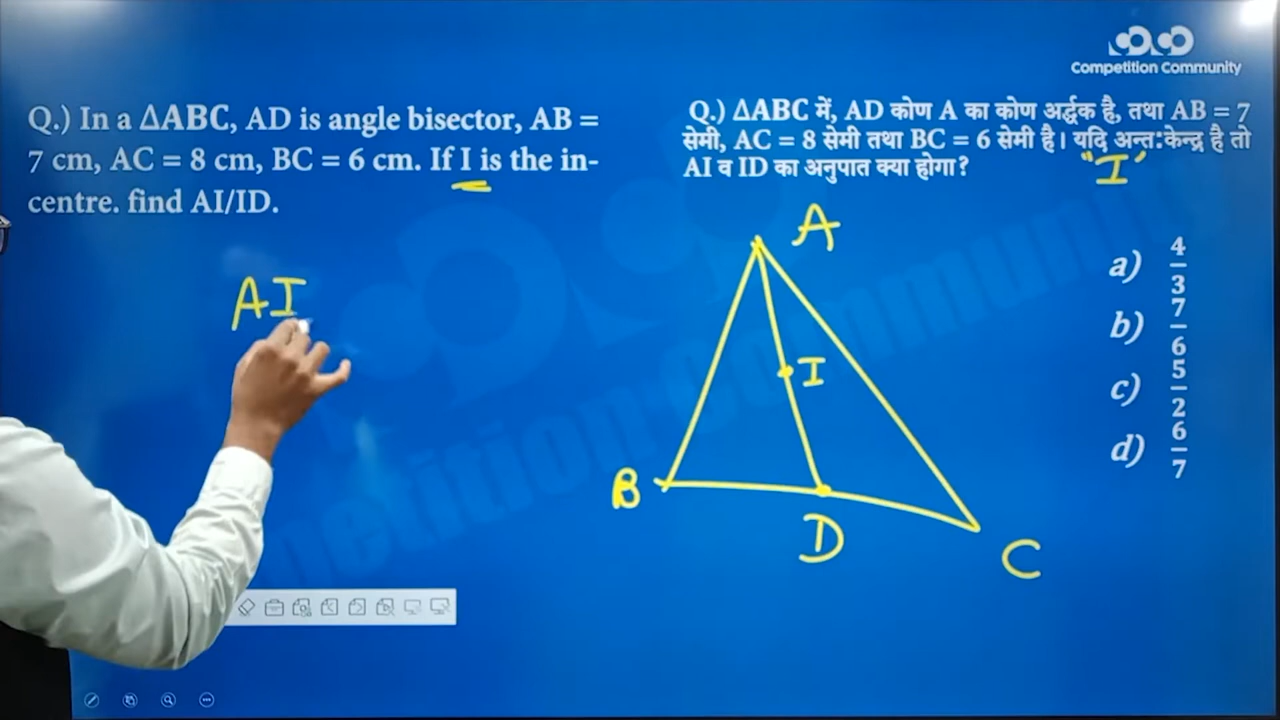 Competition Community
Q.) In a ΔABC, AD is angle bisector, AB =
7 cm, AC = 8 cm, BC = 6 cm. If I is the in-
centre. find AI/ID.
Q.) ΔABC में, AD कोण A का कोण अर्द्धक है, तथा AB = 7
सेमी, AC = 8 सेमी तथा BC = 6 सेमी है। यदि अन्त:केन्द्र है तो
"I"
AI व ID का अनुपात क्या होगा?
AI
A
I
B
D
C
a) 4/3
b) 7/6
c) 5/2
d) 6/7